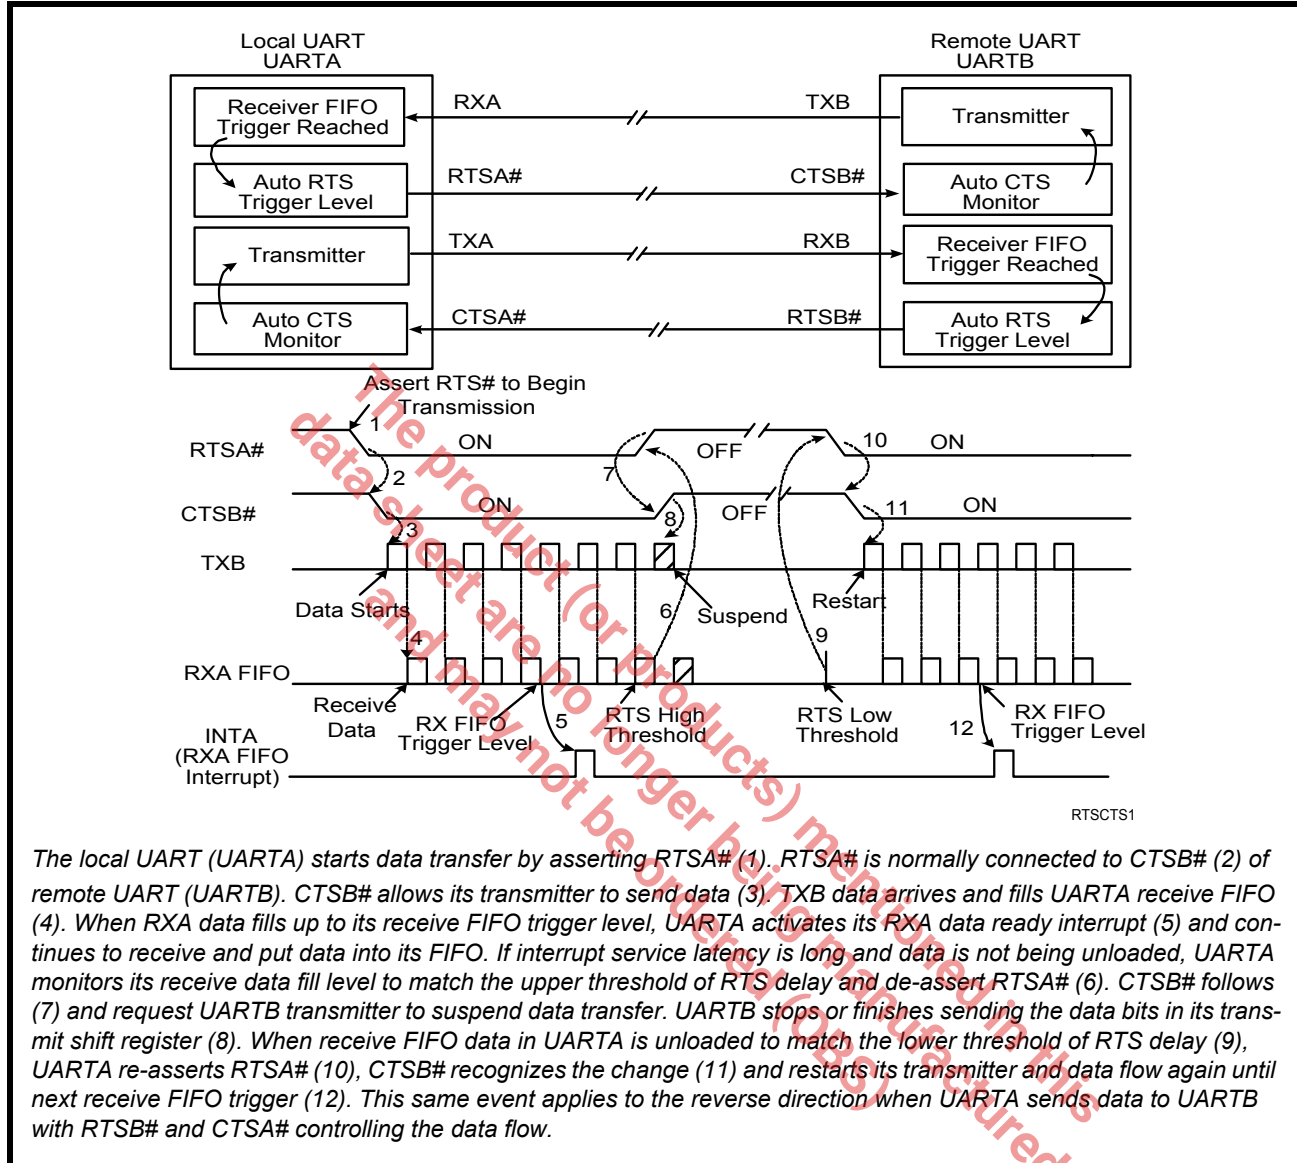 Local UART
UARTA
Remote UART
UARTB
Receiver FIFO
Trigger Reached
RXA
TXB
Transmitter
Auto RTS
Trigger Level
RTSA#
CTSB#
Auto CTS
Monitor
Transmitter
TXA
RXB
Receiver FIFO
Trigger Reached
Auto CTS
Monitor
CTSA#
RTSB#
Auto RTS
Trigger Level
Assert RTS# to Begin
Transmission
RTSA#
1
ON
7
OFF
10
ON
2
CTSB#
3
ON
8
OFF
11
ON
TXB
Data Starts
6
Suspend
Restart
4
9
RXA FIFO
Receive
Data
RX FIFO
Trigger Level
5
RTS High
Threshold
RTS Low
Threshold
12
RX FIFO
Trigger Level
INTA
(RXA FIFO
Interrupt)
RTSCTS1
The local UART (UARTA) starts data transfer by asserting RTSA# (1). RTSA# is normally connected to CTSB# (2) of
remote UART (UARTB). CTSB# allows its transmitter to send data (3). TXB data arrives and fills UARTA receive FIFO
(4). When RXA data fills up to its receive FIFO trigger level, UARTA activates its RXA data ready interrupt (5) and con-
tinues to receive and put data into its FIFO. If interrupt service latency is long and data is not being unloaded, UARTA
monitors its receive data fill level to match the upper threshold of RTS delay and de-assert RTSA# (6). CTSB# follows
(7) and request UARTB transmitter to suspend data transfer. UARTB stops or finishes sending the data bits in its trans-
mit shift register (8). When receive FIFO data in UARTA is unloaded to match the lower threshold of RTS delay (9),
UARTA re-asserts RTSA# (10), CTSB# recognizes the change (11) and restarts its transmitter and data flow again until
next receive FIFO trigger (12). This same event applies to the reverse direction when UARTA sends data to UARTB
with RTSB# and CTSA# controlling the data flow.
The product (or products) mentioned in this
data sheet are no longer being manufactured
and may not be ordered (OBS)